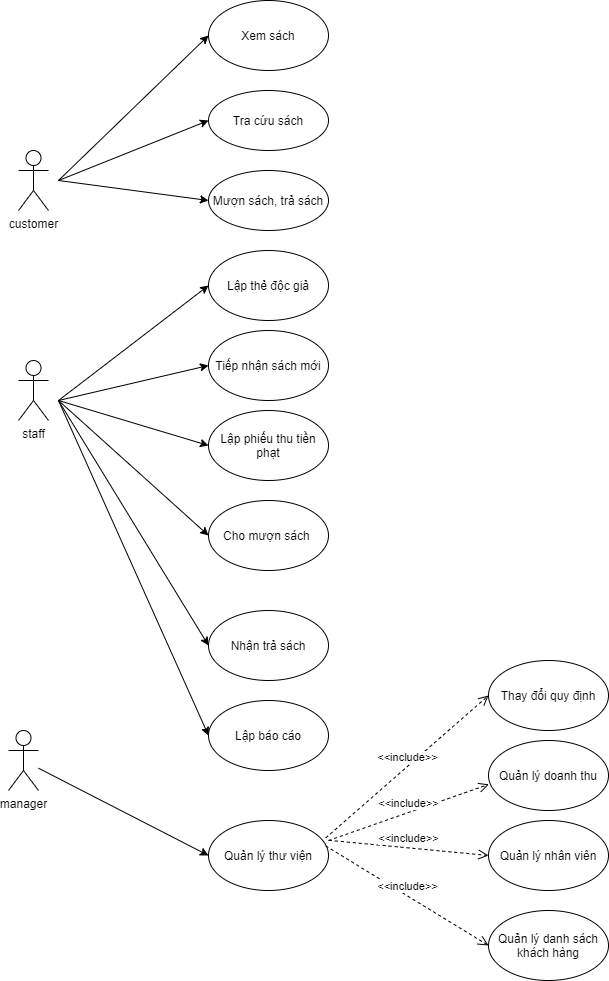 Xem sách
Tra cứu sách
Mượn sách, trả sách
customer
Lập thẻ độc giả
Tiếp nhận sách mới
staff
Lập phiếu thu tiền
phạt
Cho mượn sách
Nhận trả sách
Thay đổi quy định
Lập báo cáo
<<include>>
Quản lý doanh thu
manager
<<include>>
<<include>>
Quản lý thư viện
Quản lý nhân viên
<<include>>
Quản lý danh sách
khách hàng